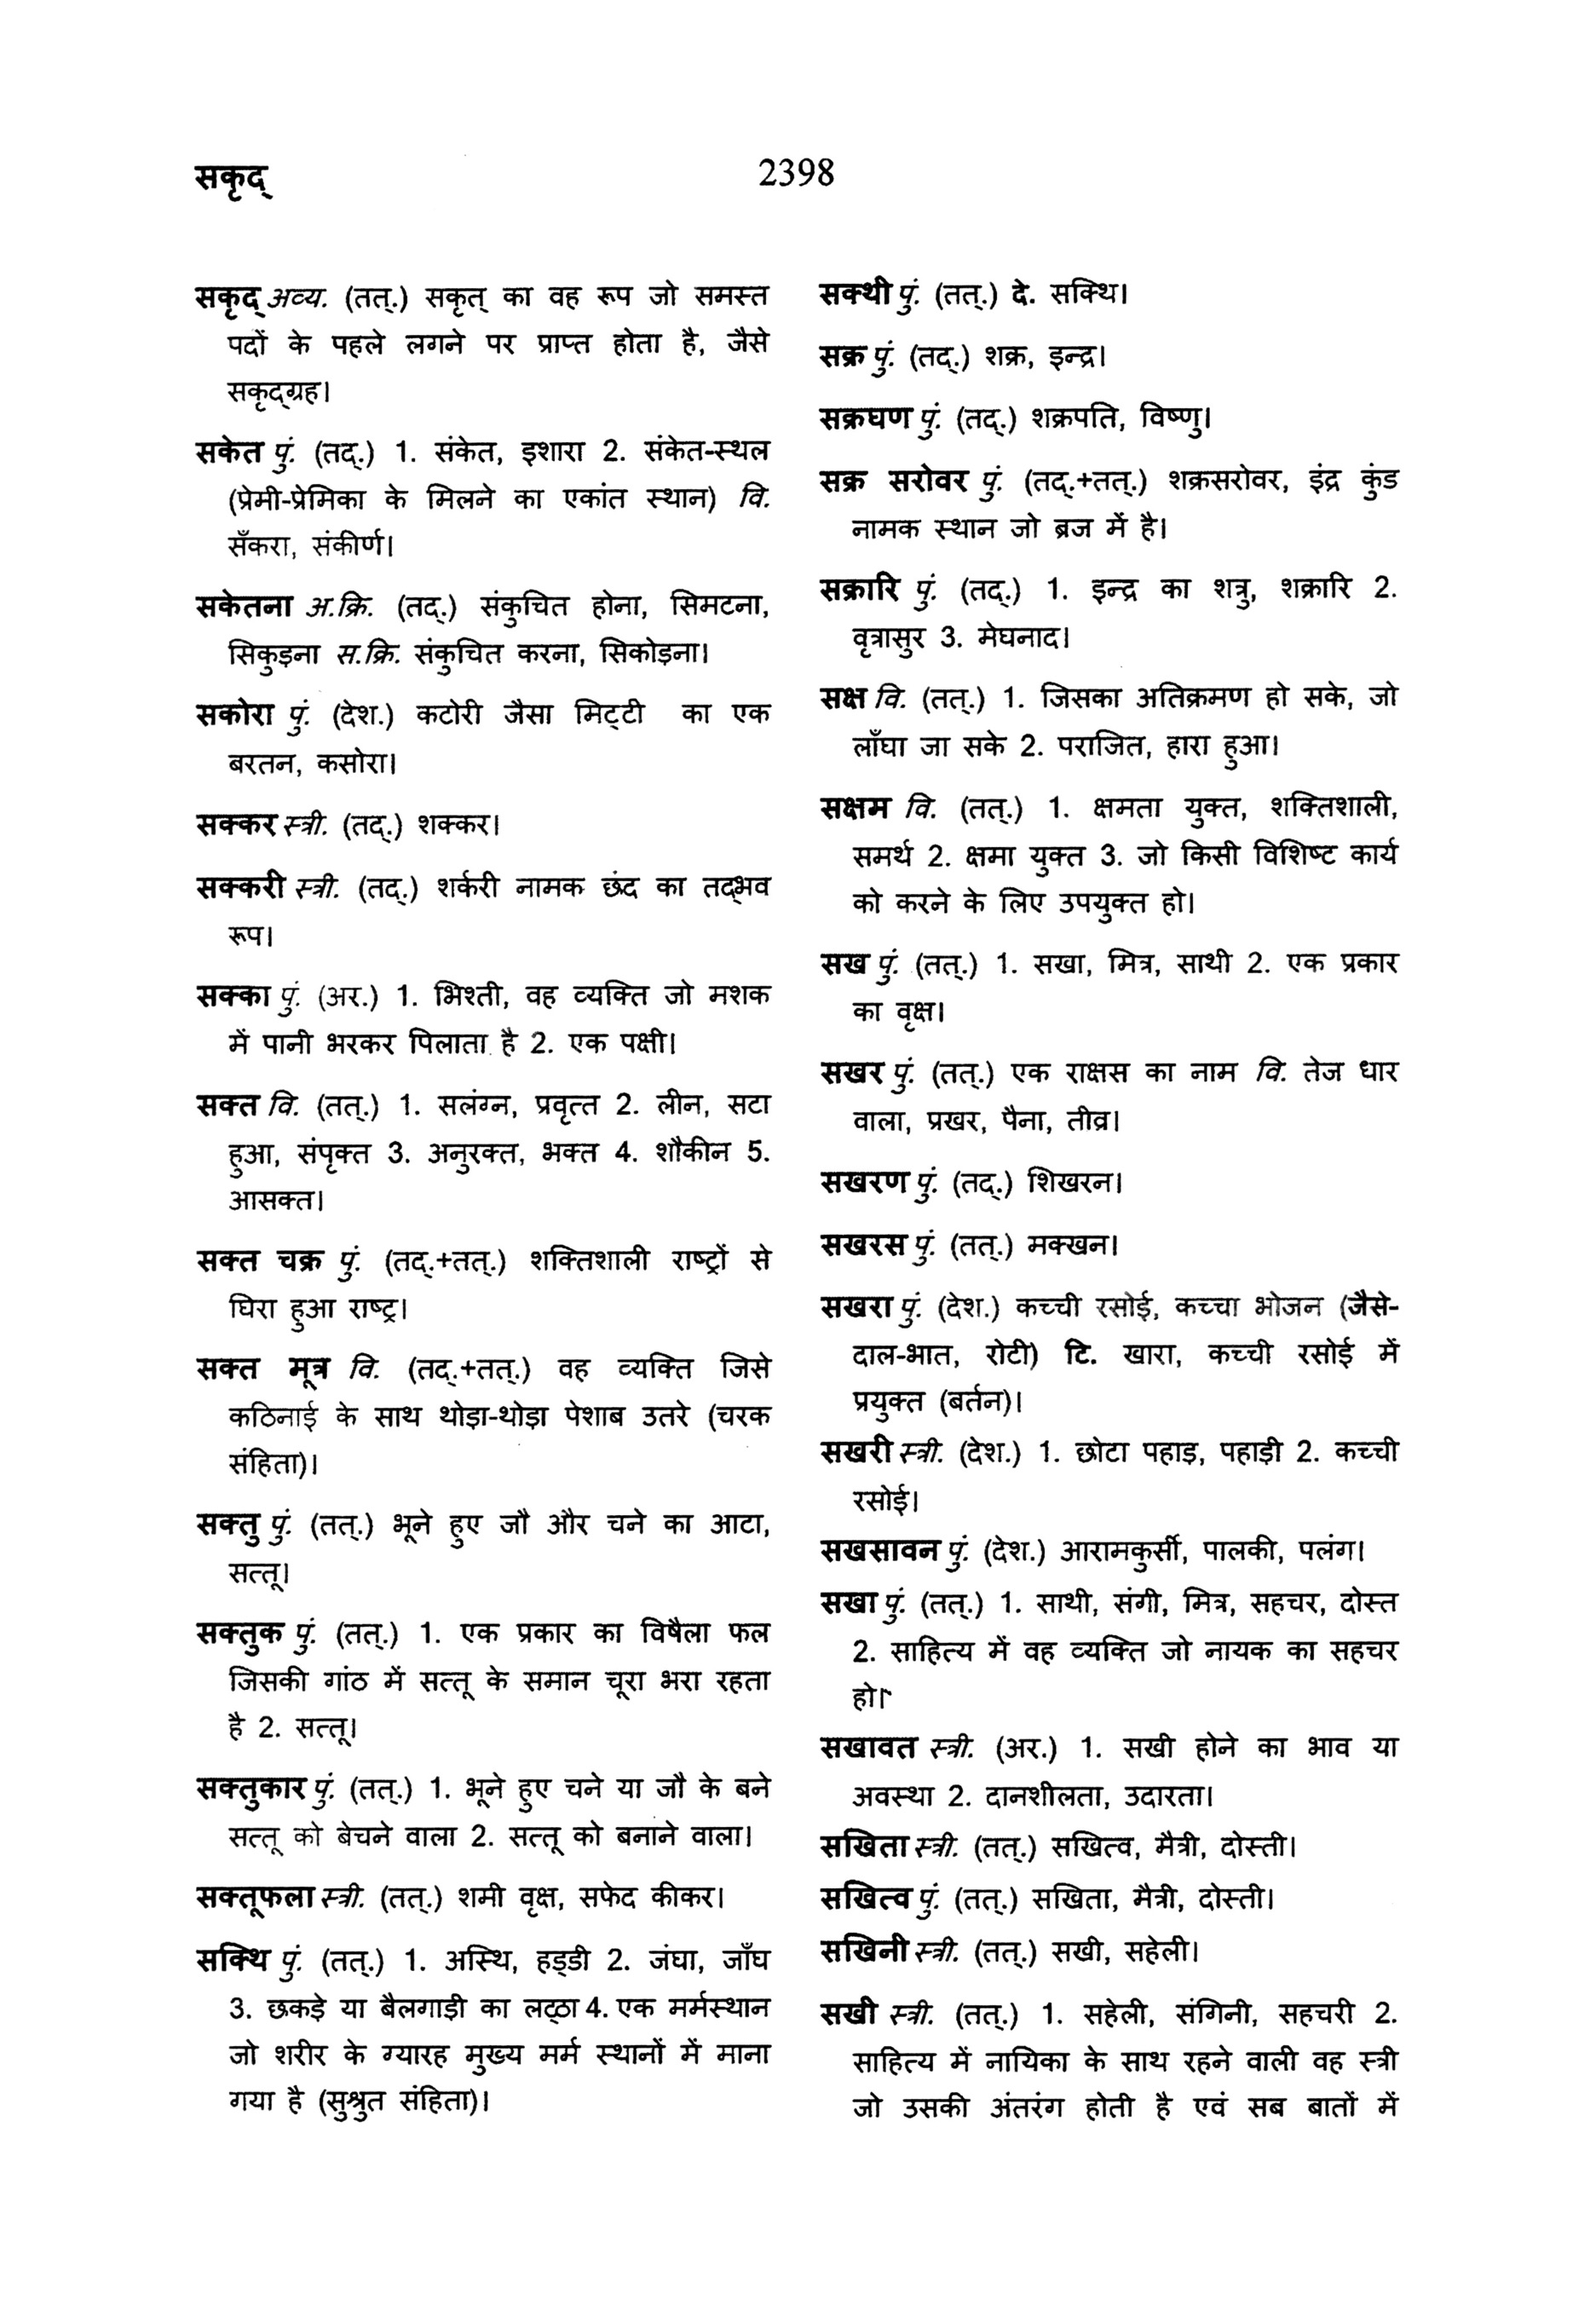 सकृद्
2398
सकृद् अव्य. (तत्.) सकृत् का वह रूप जो समस्त
पदों के पहले लगने पर प्राप्त होता है, जैसे
सकृद्ग्रह।
सकेत पुं. (तद्.) 1. संकेत, इशारा 2. संकेत-स्थल
(प्रेमी-प्रेमिका के मिलने का एकांत स्थान) वि.
सँकरा, संकीर्ण।
सकेतना अ.क्रि. (तद्.) संकुचित होना, सिमटना,
सिकुड़ना स.क्रि. संकुचित करना, सिकोड़ना।
सकोरा पुं. (देश.) कटोरी जैसा मिट्टी का एक
बरतन, कसोरा।
सक्कर स्त्री. (तद्.) शक्कर।
सक्करी स्त्री. (तद्.) शर्करी नामक छंद का तद्भव
रूप।
सक्का पुं. (अर.) 1. भिश्ती, वह व्यक्ति जो मशक
में पानी भरकर पिलाता है 2. एक पक्षी।
सक्त वि. (तत्.) 1. सलंग्न, प्रवृत्त 2. लीन, सटा
हुआ, संपृक्त 3. अनुरक्त, भक्त 4. शौकीन 5.
आसक्त।
सक्त चक्र पुं. (तद्.+तत्.) शक्तिशाली राष्ट्रों से
घिरा हुआ राष्ट्र।
सक्त मूत्र वि. (तद्.+तत्.) वह व्यक्ति जिसे
कठिनाई के साथ थोड़ा-थोड़ा पेशाब उतरे (चरक
संहिता)।
सक्तु पुं. (तत्.) भूने हुए जौ और चने का आटा,
सत्तू।
सक्तुक पुं. (तत्.) 1. एक प्रकार का विषैला फल
जिसकी गांठ में सत्तू के समान चूरा भरा रहता
है 2. सत्तू।
सक्तुकार पुं. (तत्.) 1. भूने हुए चने या जौ के बने
सत्तू को बेचने वाला 2. सत्तू को बनाने वाला।
सक्तूफला स्त्री. (तत्.) शमी वृक्ष, सफेद कीकर।
सक्थि पुं. (तत्.) 1. अस्थि, हड्डी 2. जंघा, जाँघ
3. छकड़े या बैलगाड़ी का लट्ठा 4. एक मर्मस्थान
जो शरीर के ग्यारह मुख्य मर्म स्थानों में माना
गया है (सुश्रुत संहिता)।
सक्थी पुं. (तत्.) दे. सक्थि।
सक्र पुं. (तद्.) शक्र, इन्द्र।
सक्रघण पुं. (तद्.) शक्रपति, विष्णु।
सक्र सरोवर पुं. (तद्.+तत्.) शक्रसरोवर, इंद्र कुंड
नामक स्थान जो ब्रज में है।
सक्रारि पुं. (तद्.) 1. इन्द्र का शत्रु, शक्रारि 2.
वृत्रासुर 3. मेघनाद।
सक्ष वि. (तत्.) 1. जिसका अतिक्रमण हो सके, जो
लाँघा जा सके 2. पराजित, हारा हुआ।
सक्षम वि. (तत्.) 1. क्षमता युक्त, शक्तिशाली,
समर्थ 2. क्षमा युक्त 3. जो किसी विशिष्ट कार्य
को करने के लिए उपयुक्त हो।
सख पुं. (तत्.) 1. सखा, मित्र, साथी 2. एक प्रकार
का वृक्ष।
सखर पुं. (तत्.) एक राक्षस का नाम वि. तेज धार
वाला, प्रखर, पैना, तीव्र।
सखरण पुं. (तद्.) शिखरन।
सखरस पुं. (तत्.) मक्खन।
सखरा पुं. (देश.) कच्ची रसोई, कच्चा भोजन (जैसे-
दाल-भात, रोटी) टि. खारा, कच्ची रसोई में
प्रयुक्त (बर्तन)।
सखरी स्त्री. (देश.) 1. छोटा पहाड़, पहाड़ी 2. कच्ची
रसोई।
सखसावन पुं. (देश.) आरामकुर्सी, पालकी, पलंग।
सखा पुं. (तत्.) 1. साथी, संगी, मित्र, सहचर, दोस्त
2. साहित्य में वह व्यक्ति जो नायक का सहचर
हो।
सखावत स्त्री. (अर.) 1. सखी होने का भाव या
अवस्था 2. दानशीलता, उदारता।
सखिता स्त्री. (तत्.) सखित्व, मैत्री, दोस्ती।
सखित्व पुं. (तत्.) सखिता, मैत्री, दोस्ती।
सखिनी स्त्री. (तत्.) सखी, सहेली।
सखी स्त्री. (तत्.) 1. सहेली, संगिनी, सहचरी 2.
साहित्य में नायिका के साथ रहने वाली वह स्त्री
जो उसकी अंतरंग होती है एवं सब बातों में